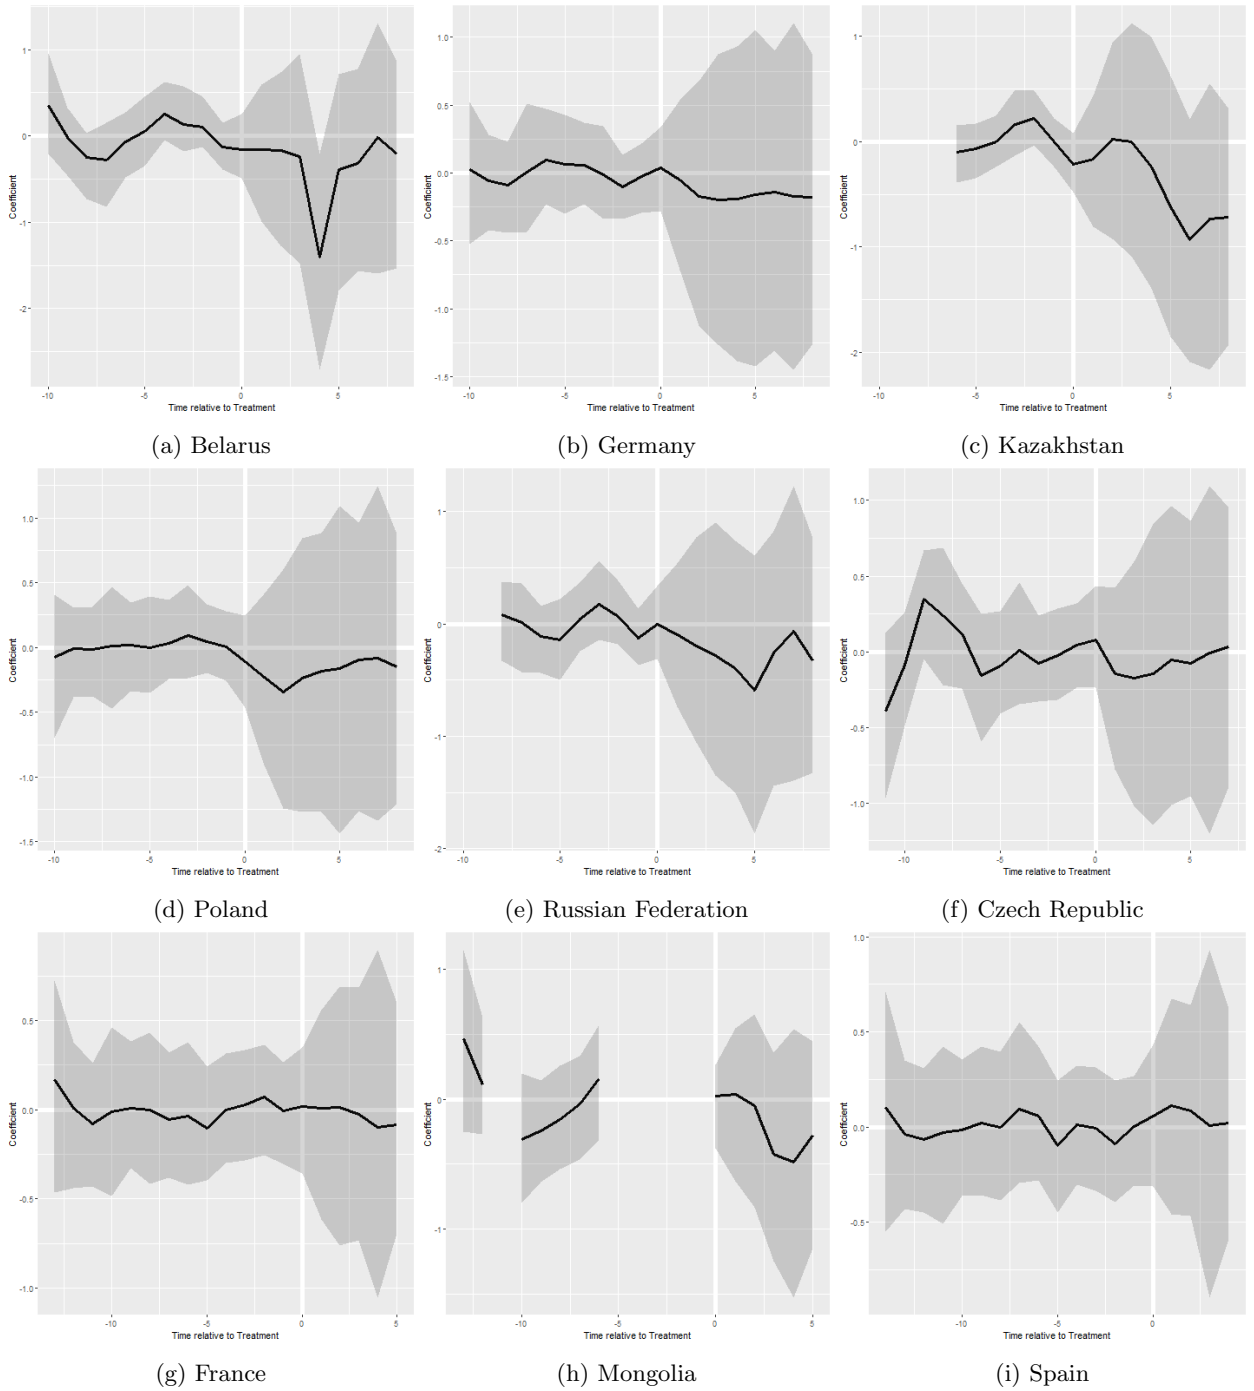 1
0
-1
-2
Coefficient
-10
-5
0
5
Time relative to Treatment
(a) Belarus
1.0
0.5
0.0
-0.5
-1.0
-1.5
Coefficient
-10
-5
0
5
Time relative to Treatment
(b) Germany
1
0
-1
-2
Coefficient
-10
-5
0
5
Time relative to Treatment
(c) Kazakhstan
1.0
0.5
0.0
-0.5
-1.0
-1.5
Coefficient
-10
-5
0
5
Time relative to Treatment
(d) Poland
1
0
-1
-2
Coefficient
-10
-5
0
5
Time relative to Treatment
(e) Russian Federation
1.0
0.5
0.0
-0.5
-1.0
Coefficient
-10
-5
0
5
Time relative to Treatment
(f) Czech Republic
0.5
0.0
-0.5
-1.0
Coefficient
-10
-5
0
5
Time relative to Treatment
(g) France
1
0
-1
Coefficient
-10
-5
0
5
Time relative to Treatment
(h) Mongolia
1.0
0.5
0.0
-0.5
Coefficient
-10
-5
0
Time relative to Treatment
(i) Spain